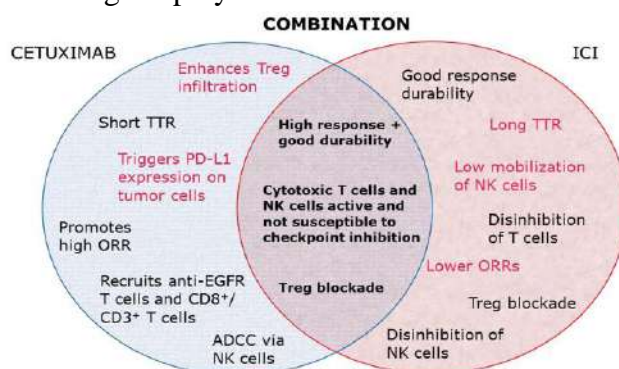 COMBINATION
CETUXIMAB
ICI
Enhances Treg
infiltration
Short TTR
Triggers PD-L1
expression on
tumor cells
Promotes
high ORR
Recruits anti-EGFR
T cells and CD8+/
CD3+ T cells
ADCC via
NK cells
High response +
good durability
Cytotoxic T cells and
NK cells active and
not susceptible to
checkpoint inhibition
Treg blockade
Good response
durability
Long TTR
Low mobilization
of NK cells
Disinhibition
of T cells
Lower ORRs
Treg blockade
Disinhibition of
NK cells